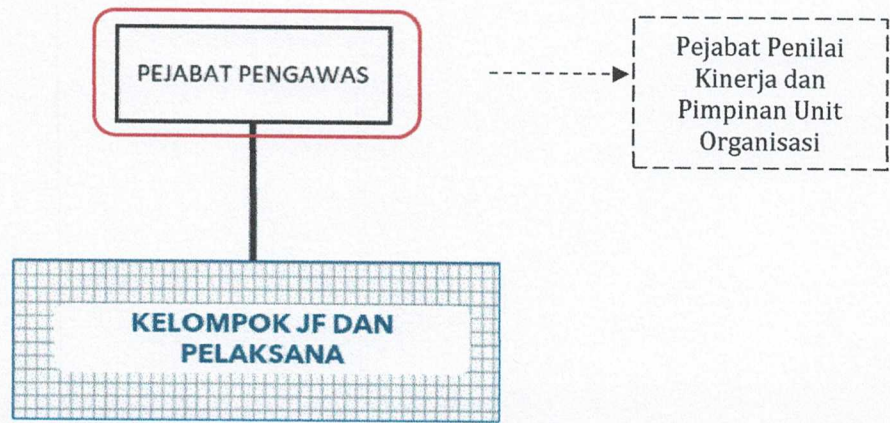 PEJABAT PENGAWAS
Pejabat Penilai
Kinerja dan
Pimpinan Unit
Organisasi
KELOMPOK JF DAN
PELAKSANA